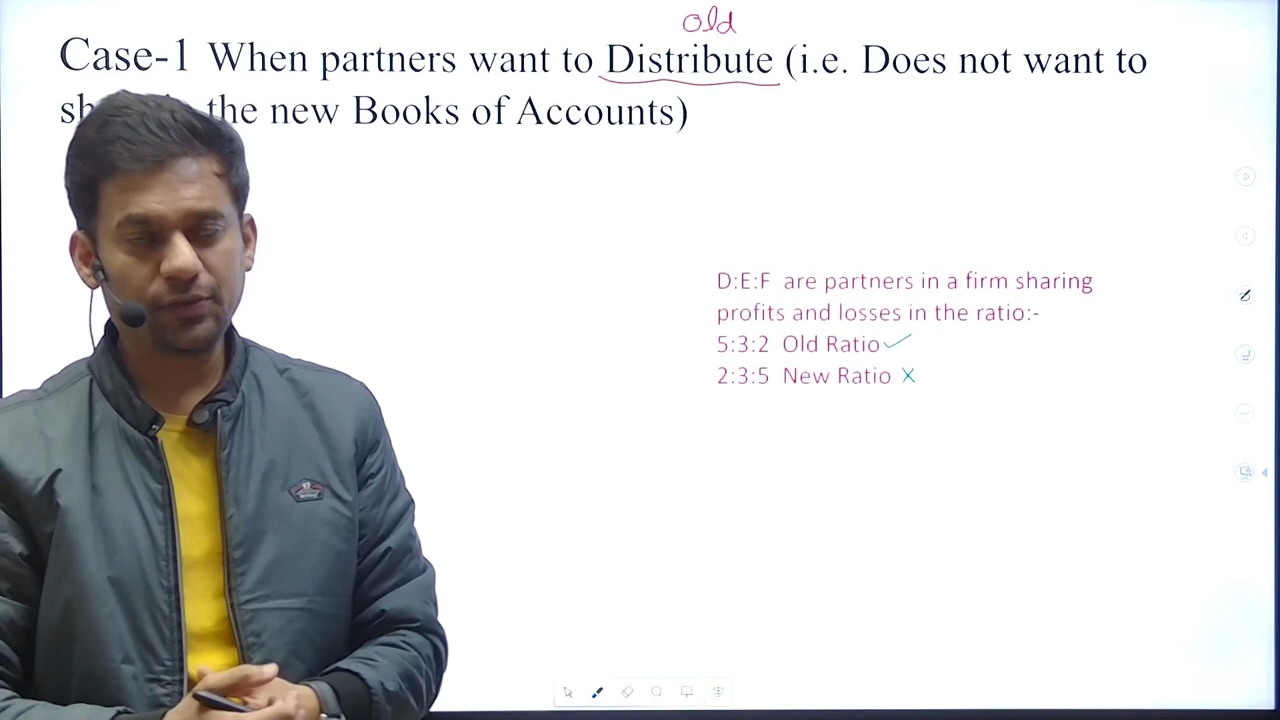 Old
Case-1 When partners want to Distribute (i.e. Does not want to
the new Books of Accounts)
D:E:F are partners in a firm sharing
profits and losses in the ratio:-
5:3:2 Old Ratio ✓
2:3:5 New Ratio X